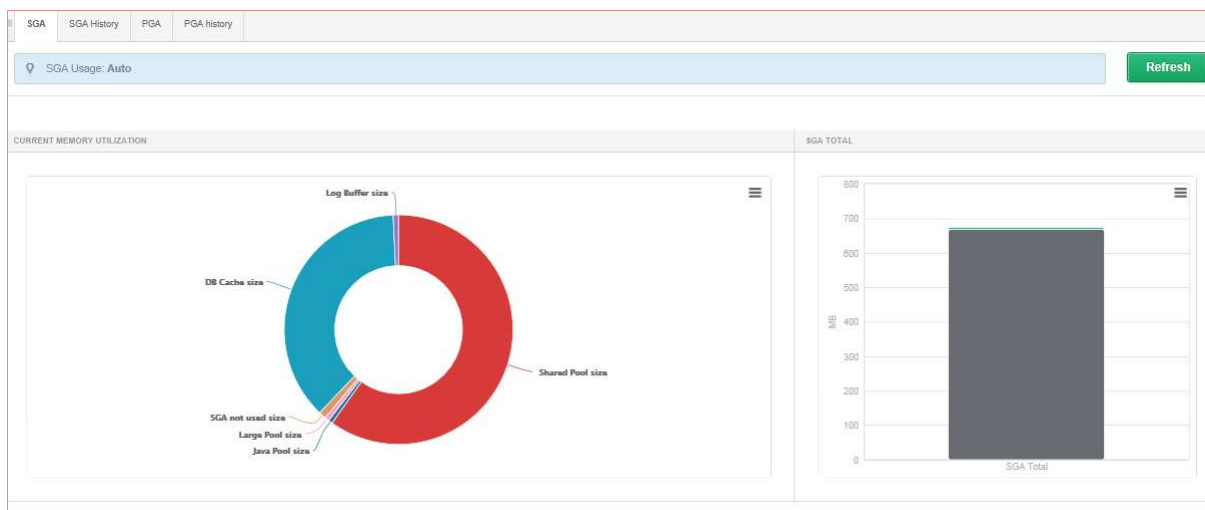 SGA SGA History PGA PGA history
SGA Usage: Auto
Refresh
CURRENT MEMORY UTILIZATION
SGA TOTAL
Log Buffer size
DB Cache size
Shared Pool size
SGA not used size
Large Pool size
Java Pool size
800
700
600
500
MB
400
300
200
100
0
SGA Total